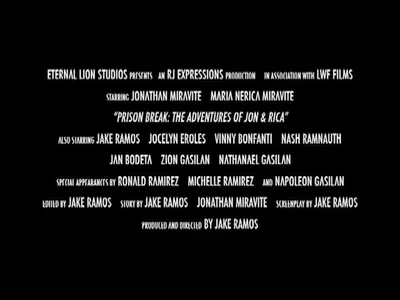 ETERNAL LION STUDIOS PRESENTS AN RJ EXPRESSIONS PRODUCTION IN ASSOCIATION WITH LWF FILMS
STARRING JONATHAN MIRAVITE MARIA NERICA MIRAVITE
"PRISON BREAK: THE ADVENTURES OF JON & RICA"
ALSO STARRING JAKE RAMOS JOCELYN EROLES VINNY BONFANTI NASH RAMNAUTH
JAN BODETA ZION GASILAN NATHANAEL GASILAN
SPECIAL APPEARANCES BY RONALD RAMIREZ MICHELLE RAMIREZ AND NAPOLEON GASILAN
EDITED BY JAKE RAMOS STORY BY JAKE RAMOS JONATHAN MIRAVITE SCREENPLAY BY JAKE RAMOS
PRODUCED AND DIRECTED BY JAKE RAMOS